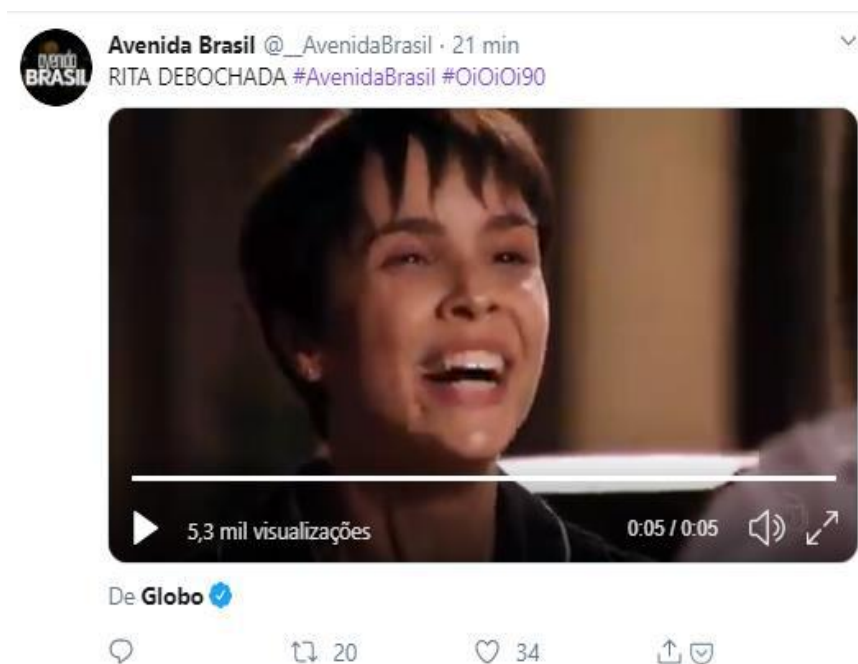 avenida
BRASIL
Avenida Brasil @__AvenidaBrasil · 21 min
RITA DEBOCHADA #AvenidaBrasil #OiOiOi90
5,3 mil visualizações 0:05 / 0:05
De Globo
20 34